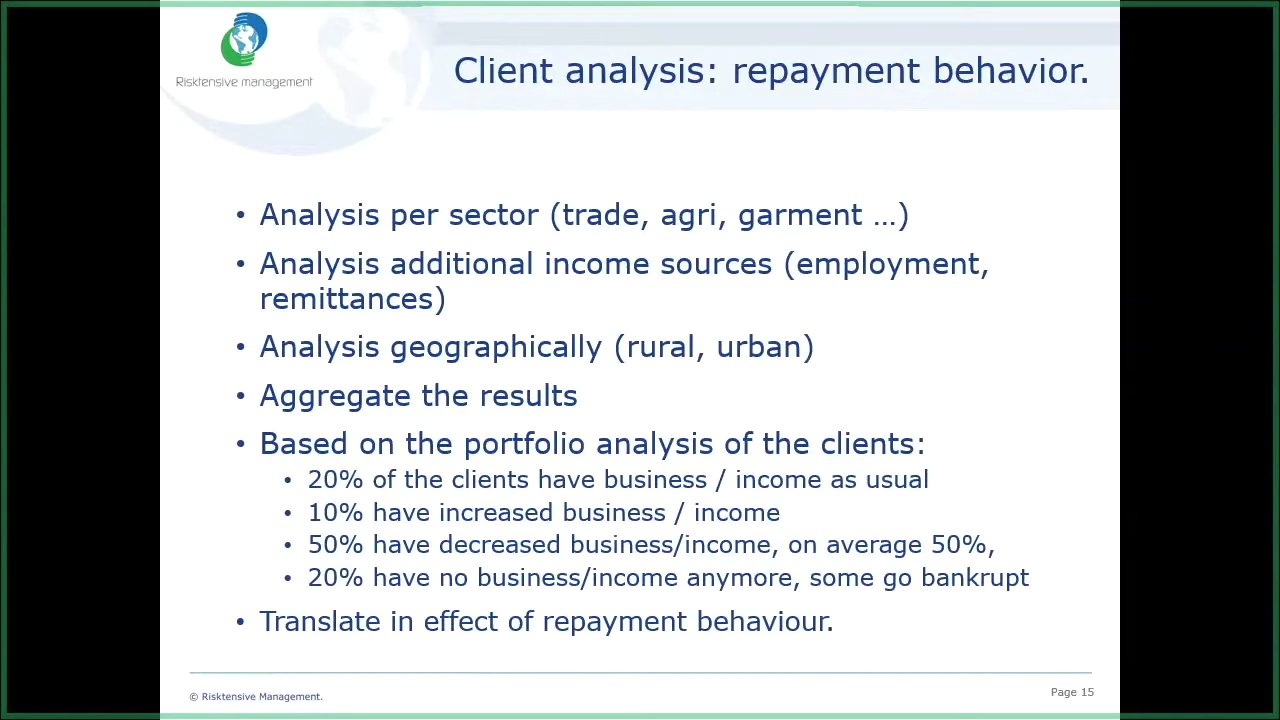 Risktensive management
Client analysis: repayment behavior.
• Analysis per sector (trade, agri, garment …)
• Analysis additional income sources (employment,
remittances)
• Analysis geographically (rural, urban)
• Aggregate the results
• Based on the portfolio analysis of the clients:
• 20% of the clients have business / income as usual
• 10% have increased business / income
• 50% have decreased business/income, on average 50%,
• 20% have no business/income anymore, some go bankrupt
• Translate in effect of repayment behaviour.
© Risktensive Management.
Page 15